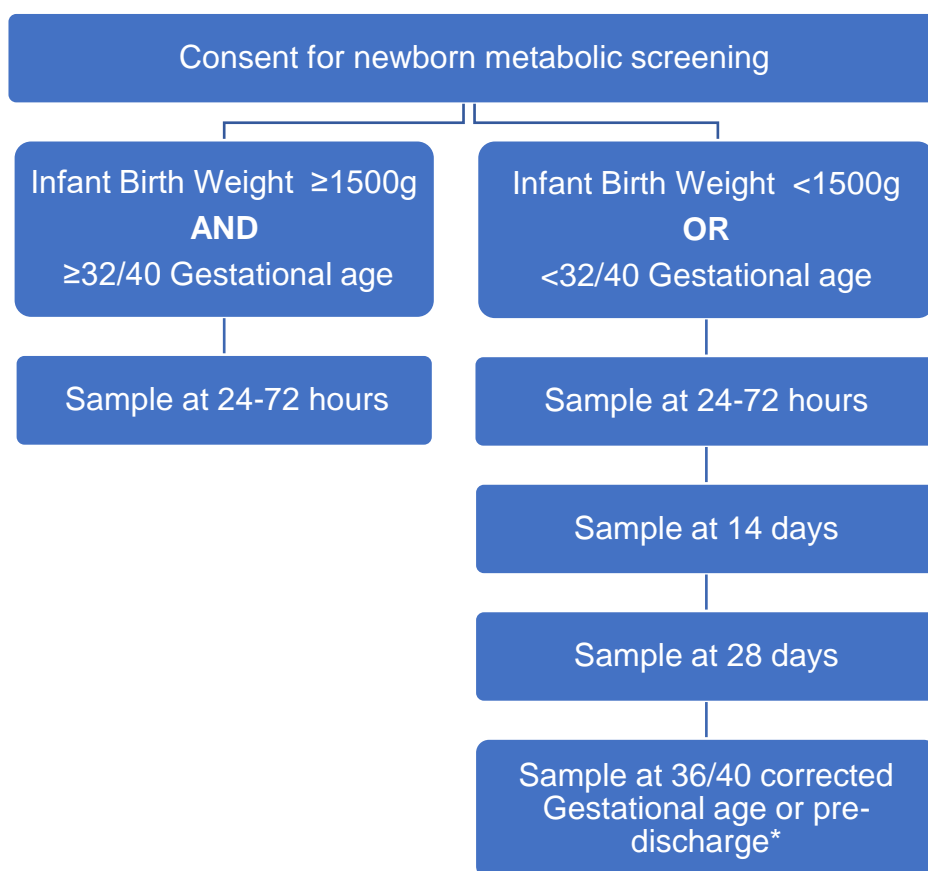 Consent for newborn metabolic screening
Infant Birth Weight ≥1500g
AND
≥32/40 Gestational age
Infant Birth Weight <1500g
OR
<32/40 Gestational age
Sample at 24-72 hours
Sample at 24-72 hours
Sample at 14 days
Sample at 28 days
Sample at 36/40 corrected
Gestational age or pre-
discharge*